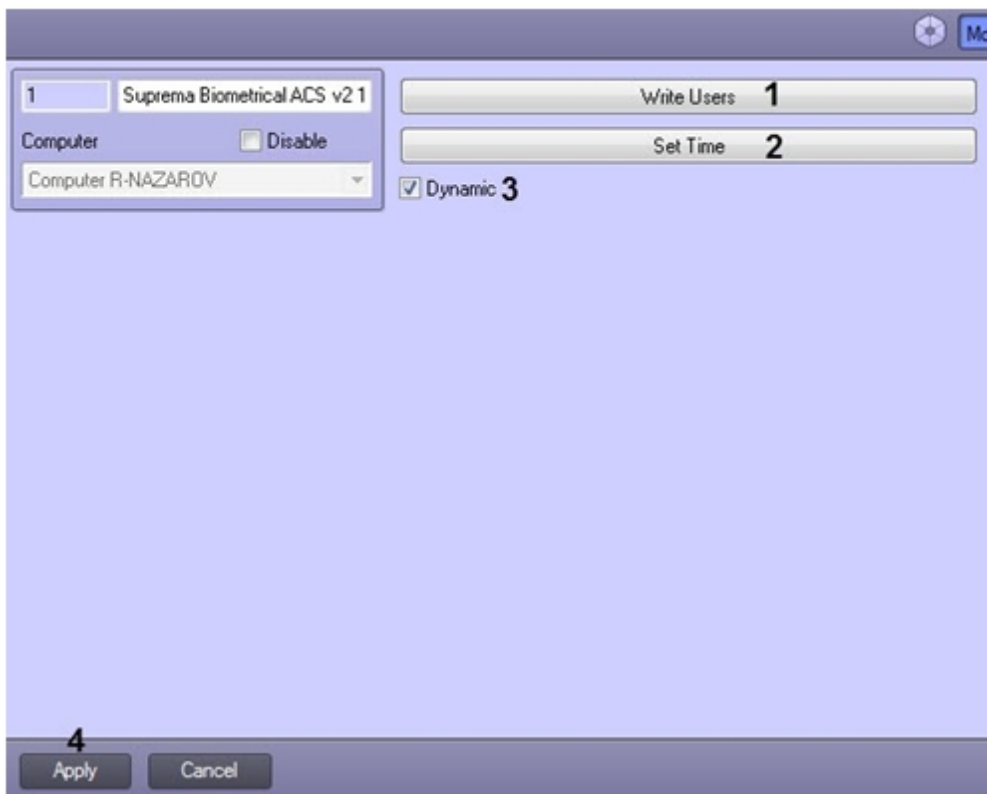 Mo
1 Suprema Biometrical ACS v2 1
Computer Disable
Computer R-NAZAROV
Write Users 1
Set Time 2
Dynamic 3
4
Apply Cancel